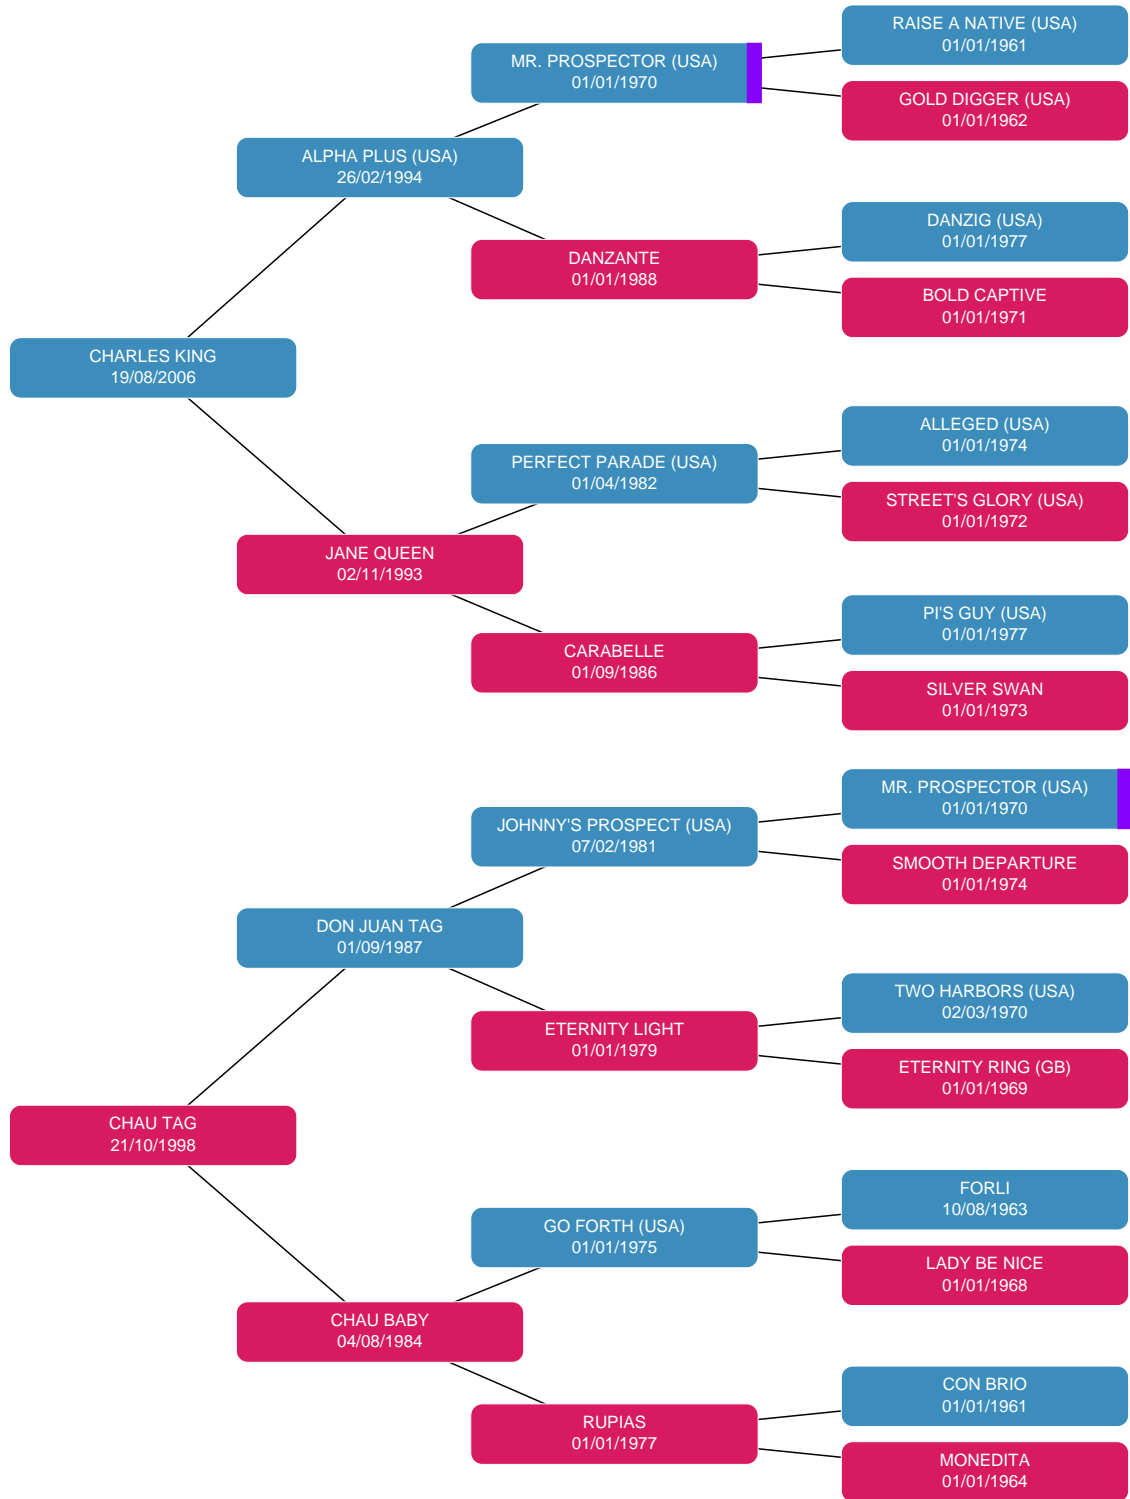 RAISE A NATIVE (USA)
01/01/1961
MR. PROSPECTOR (USA)
01/01/1970
GOLD DIGGER (USA)
01/01/1962
ALPHA PLUS (USA)
26/02/1994
DANZIG (USA)
01/01/1977
DANZANTE
01/01/1988
BOLD CAPTIVE
01/01/1971
CHARLES KING
19/08/2006
ALLEGED (USA)
01/01/1974
PERFECT PARADE (USA)
01/04/1982
STREET'S GLORY (USA)
01/01/1972
JANE QUEEN
02/11/1993
PI'S GUY (USA)
01/01/1977
CARABELLE
01/09/1986
SILVER SWAN
01/01/1973
MR. PROSPECTOR (USA)
01/01/1970
JOHNNY'S PROSPECT (USA)
07/02/1981
SMOOTH DEPARTURE
01/01/1974
DON JUAN TAG
01/09/1987
TWO HARBORS (USA)
02/03/1970
ETERNITY LIGHT
01/01/1979
ETERNITY RING (GB)
01/01/1969
CHAU TAG
21/10/1998
FORLI
10/08/1963
GO FORTH (USA)
01/01/1975
LADY BE NICE
01/01/1968
CHAU BABY
04/08/1984
CON BRIO
01/01/1961
RUPIAS
01/01/1977
MONEDITA
01/01/1964